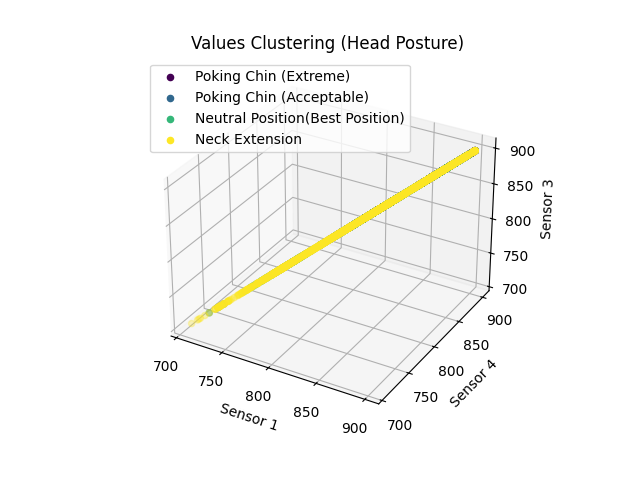 Values Clustering (Head Posture)
Poking Chin (Extreme)
Poking Chin (Acceptable)
Neutral Position(Best Position)
Neck Extension
900
850
800
750
700
Sensor 3
900
850
800
750
700
Sensor 4
700
750
800
850
900
Sensor 1